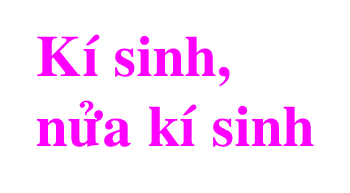 Kí sinh,
nửa kí sinh